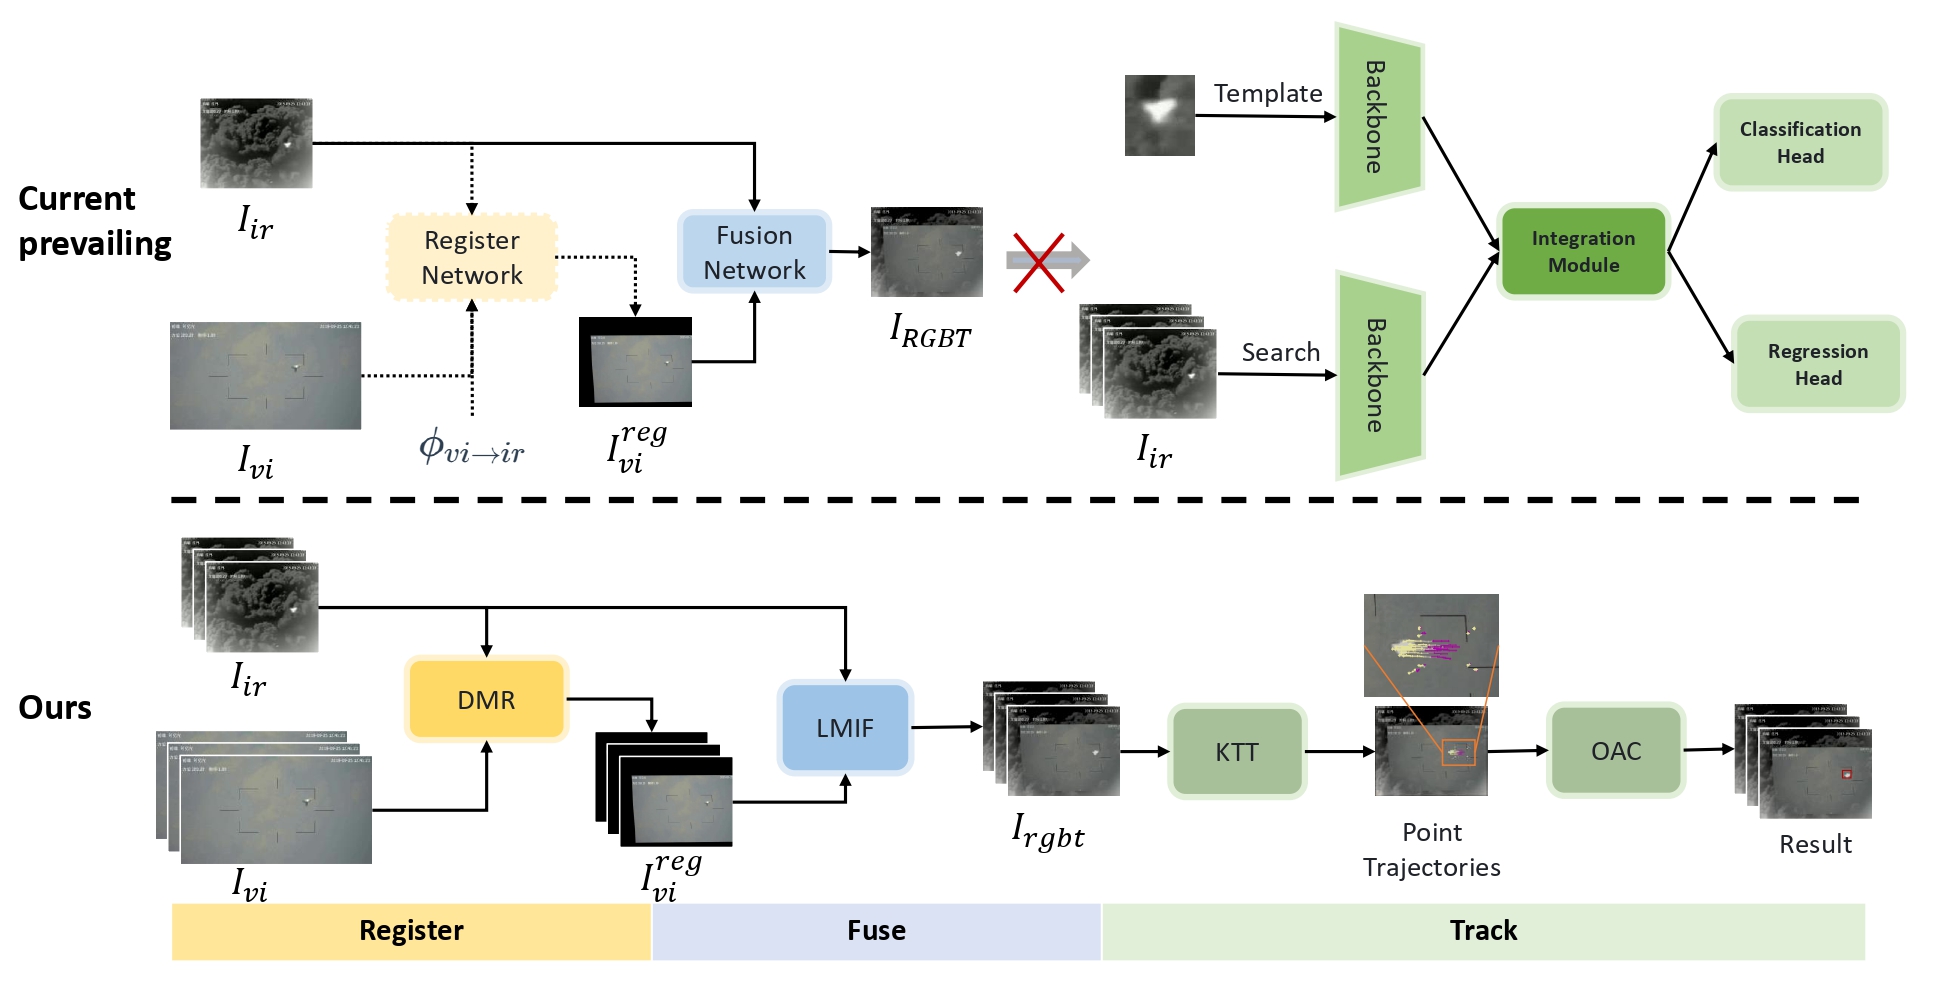 Current
prevailing
I_{ir}
I_{vi}
Register
Network
ϕ_{vi→ir}
I_{vi}^{reg}
Fusion
Network
I_{RGBT}
Template
Search
I_{ir}
Backbone
Backbone
Integration
Module
Classification
Head
Regression
Head
Ours
I_{ir}
I_{vi}
DMR
I_{vi}^{reg}
LMIF
I_{rgbt}
KTT
Point
Trajectories
OAC
Result
Register
Fuse
Track